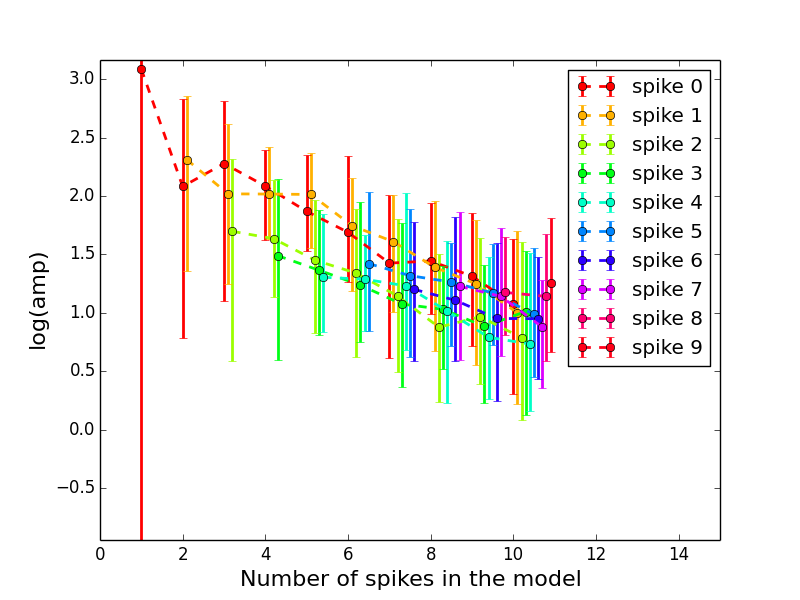 3.0
2.5
2.0
1.5
1.0
0.5
0.0
−0.5
0 2 4 6 8 10 12 14
log(amp)
Number of spikes in the model
spike 0
spike 1
spike 2
spike 3
spike 4
spike 5
spike 6
spike 7
spike 8
spike 9